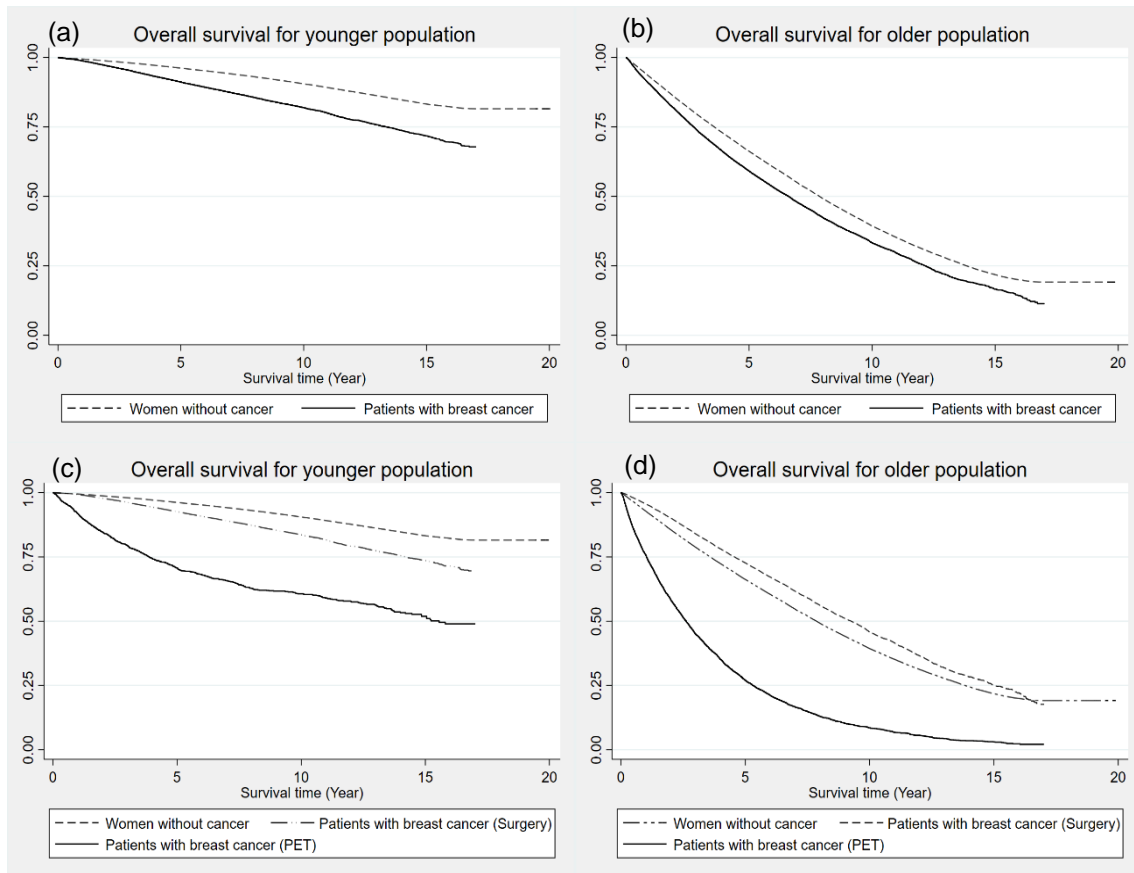 (a)
Overall survival for younger population
1.00
0.75
0.50
0.25
0.00
0 5 10 15 20
Survival time (Year)
Women without cancer Patients with breast cancer
(b)
Overall survival for older population
1.00
0.75
0.50
0.25
0.00
0 5 10 15 20
Survival time (Year)
Women without cancer Patients with breast cancer
(c)
Overall survival for younger population
1.00
0.75
0.50
0.25
0.00
0 5 10 15 20
Survival time (Year)
Women without cancer Patients with breast cancer (Surgery)
Patients with breast cancer (PET)
(d)
Overall survival for older population
1.00
0.75
0.50
0.25
0.00
0 5 10 15 20
Survival time (Year)
Women without cancer Patients with breast cancer (Surgery)
Patients with breast cancer (PET)